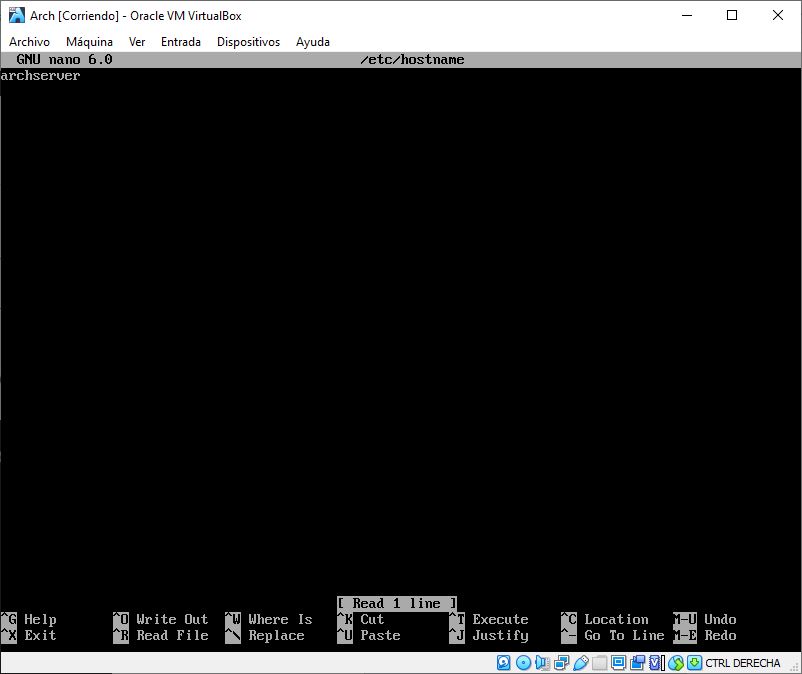 Arch [Corriendo] - Oracle VM VirtualBox
Archivo Máquina Ver Entrada Dispositivos Ayuda
GNU nano 6.0 /etc/hostname
archserver
[ Read 1 line ]
^G Help ^O Write Out ^W Where Is ^K Cut ^T Execute ^C Location M-U Undo
^X Exit ^R Read File ^\ Replace ^U Paste ^J Justify ^- Go To Line M-E Redo
CTRL DERECHA